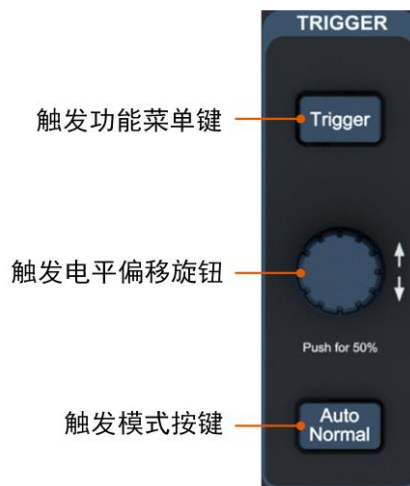 TRIGGER
触发功能菜单键
Trigger
触发电平偏移旋钮
Push for 50%
触发模式按键
Auto
Normal